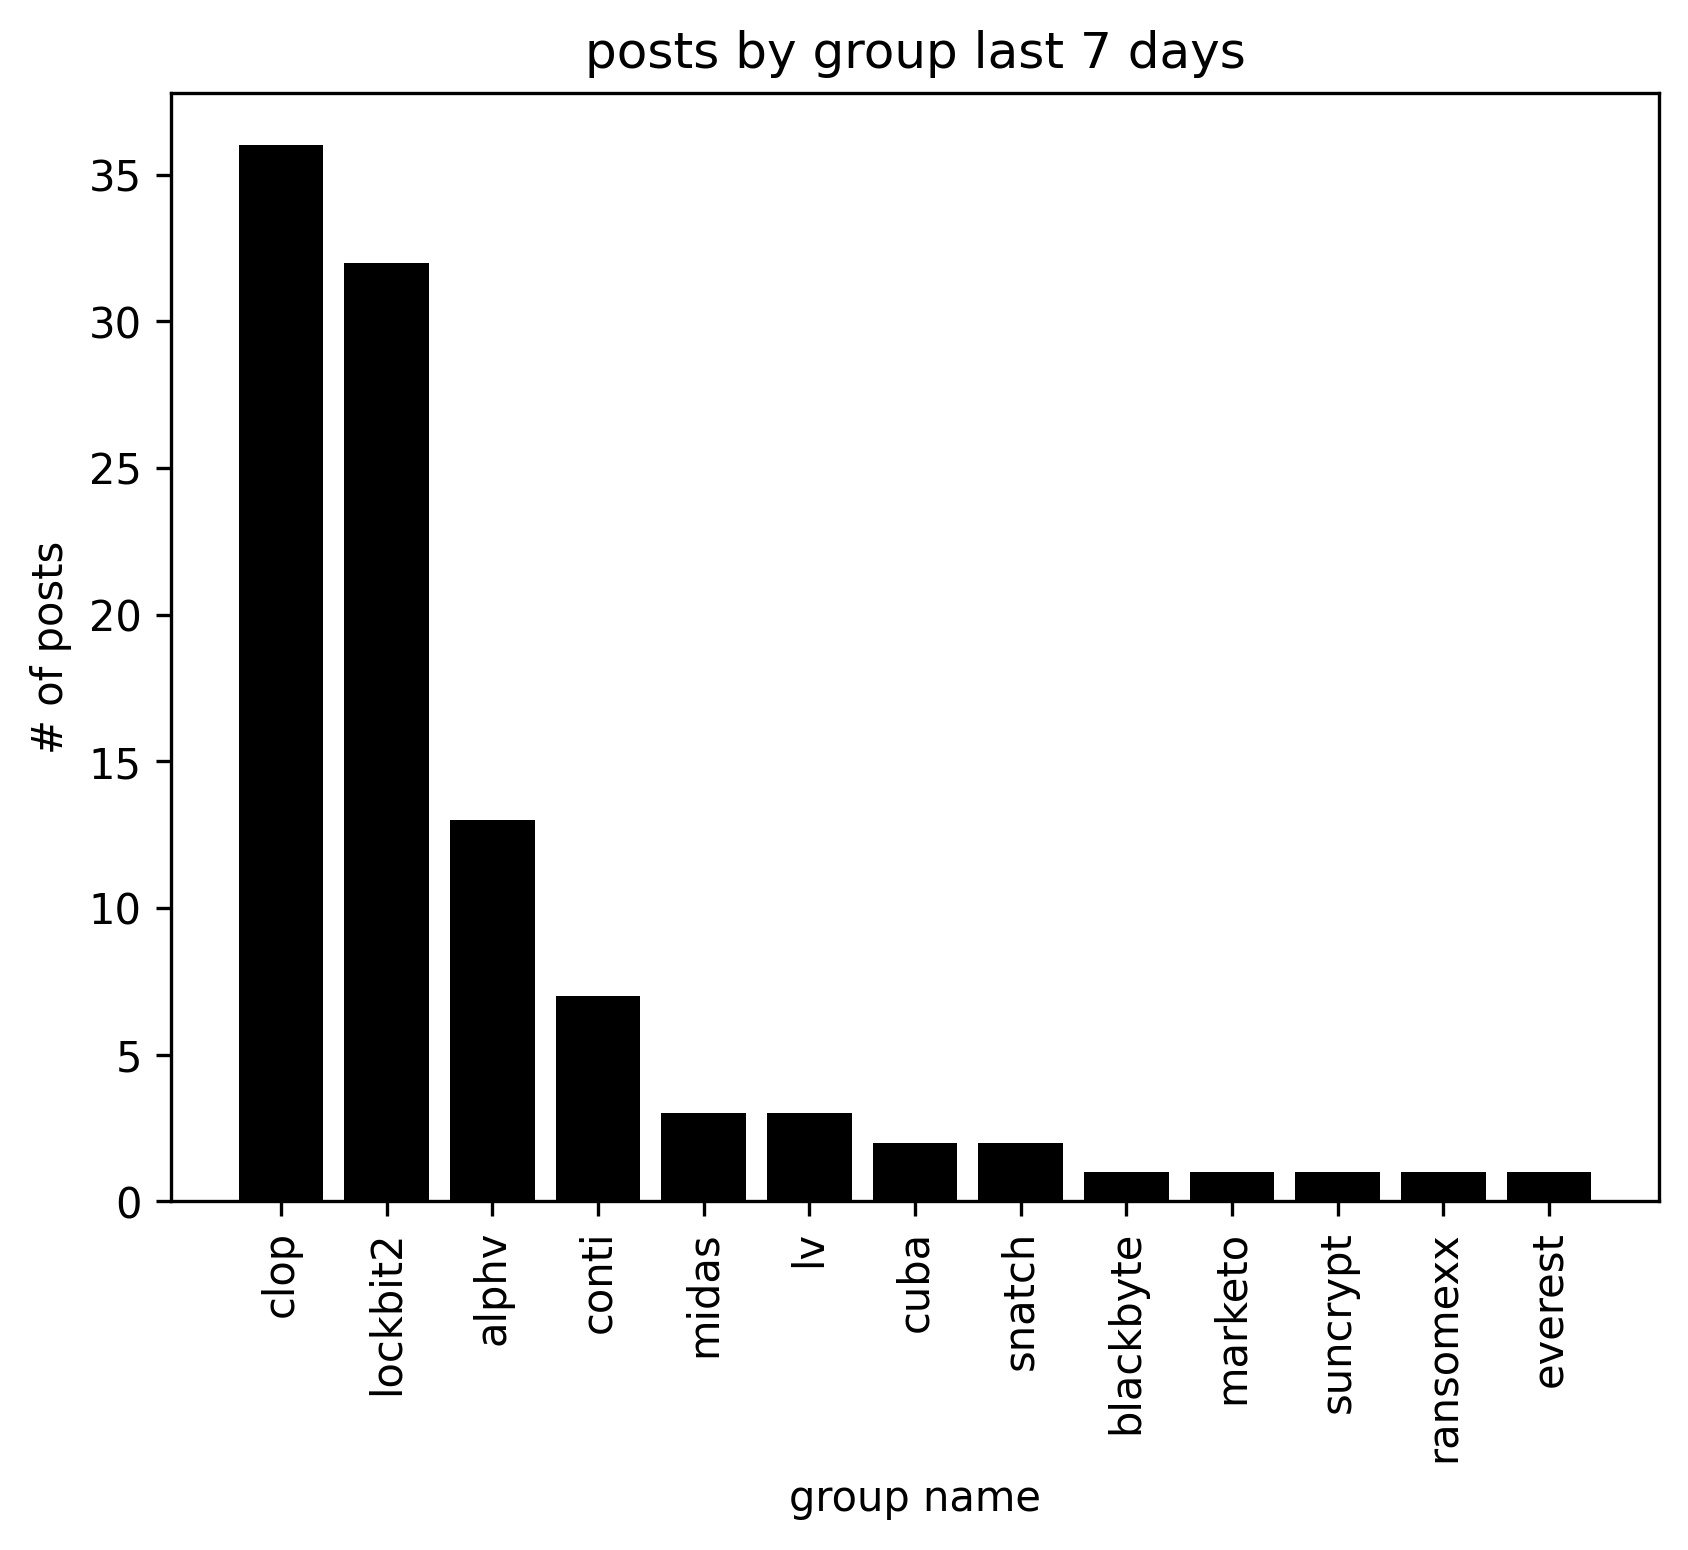 posts by group last 7 days
# of posts
35
30
25
20
15
10
5
0
clop
lockbit2
alphv
conti
midas
lv
cuba
snatch
blackbyte
marketo
suncrypt
ransomexx
everest
group name